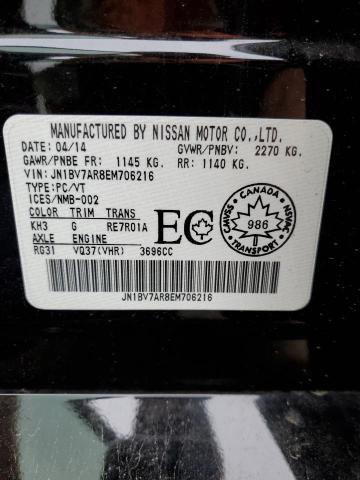 MANUFACTURED BY NISSAN MOTOR CO.,LTD.
DATE: 04/14 GVWR/PNBV: 2270 KG.
GAWR/PNBE FR: 1145 KG. RR: 1140 KG.
VIN: JN1BV7AR8EM706216
TYPE:PC/VT
ICES/NMB-002
COLOR TRIM TRANS
KH3 G RE7R01A
AXLE ENGINE
RG31 VQ37(VHR) 3696CC
EC
CANADA
CMVSS NSVAC
986
JN1BV7AR8EM706216